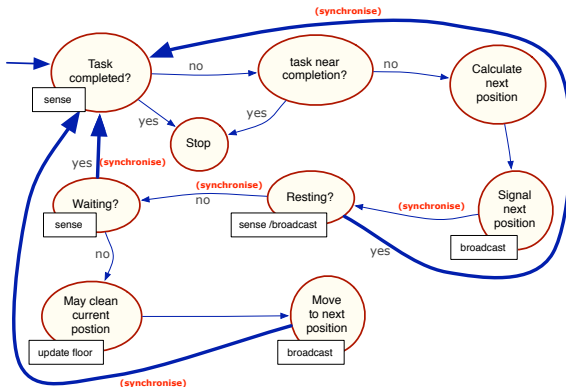 (synchronise)
Task
completed?
sense
no
task near
completion?
no
Calculate
next
position
yes
yes
Stop
yes
(synchronise)
Waiting?
sense
(synchronise)
no
Resting?
sense /broadcast
(synchronise)
Signal
next
position
broadcast
yes
no
May clean
current
postion
update floor
Move
to next
position
broadcast
(synchronise)